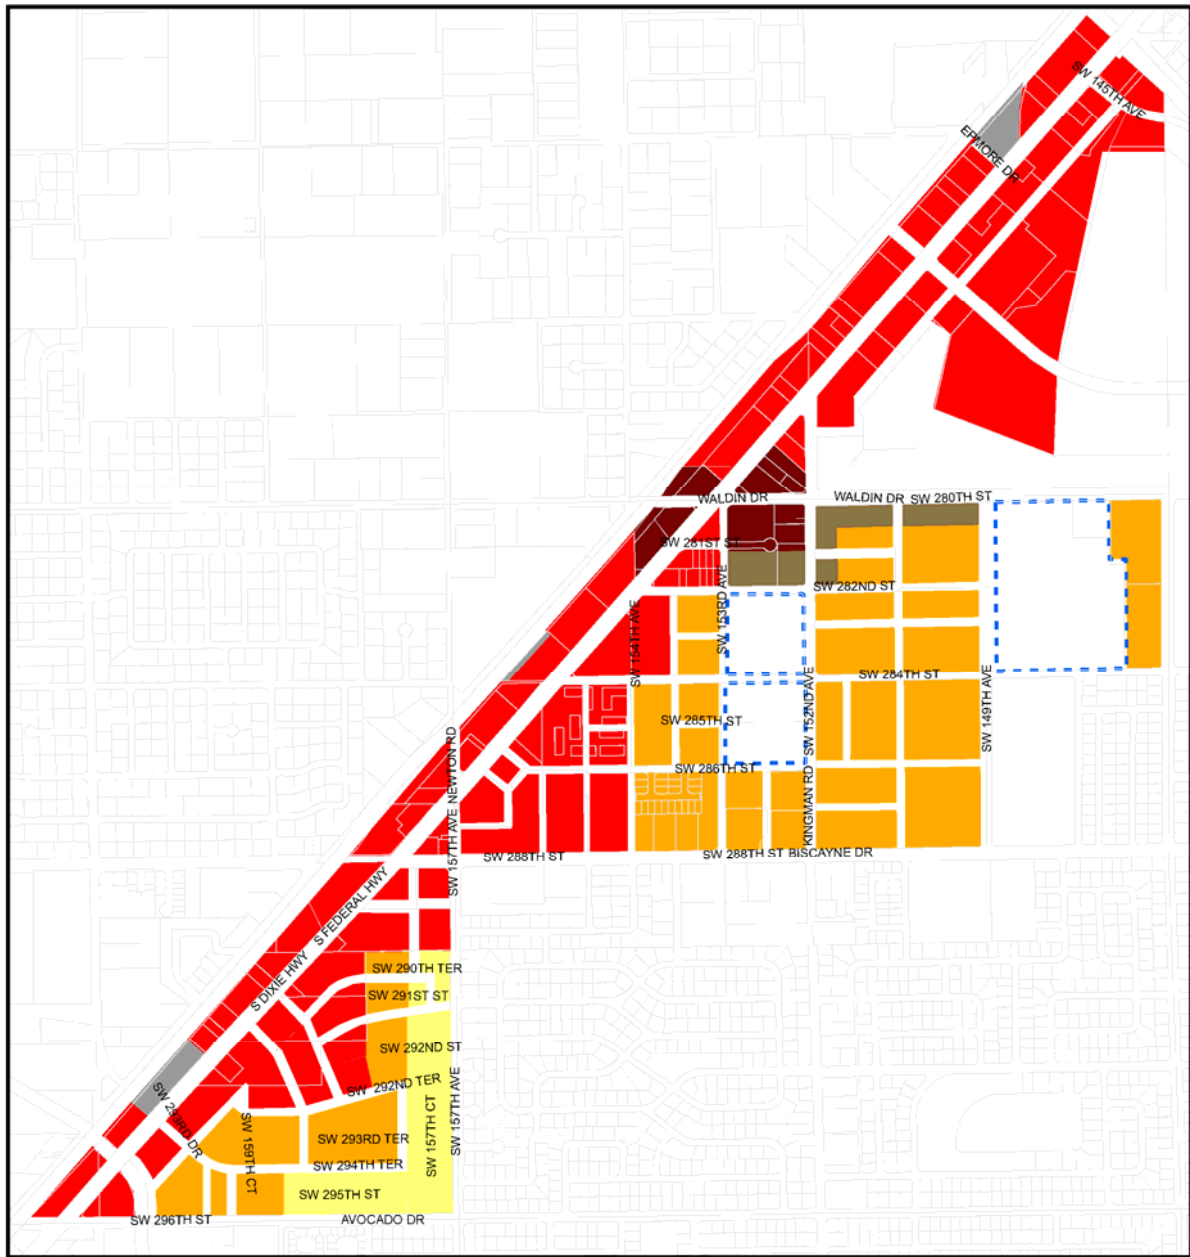 SW 145TH AVE
EPMORE DR
WALDIN DR
WALDIN DR
SW 280TH ST
SW 281ST ST
SW 282ND ST
SW 153RD AVE
SW 154TH AVE
SW 284TH ST
SW 149TH AVE
SW 152ND AVE
KINGMAN RD
SW 285TH ST
SW 286TH ST
SW 157TH AVE NEWTON RD
SW 288TH ST
SW 288TH ST BISCAYNE DR
S FEDERAL HWY
S DIXIE HWY
SW 290TH TER
SW 291ST ST
SW 292ND ST
SW 292ND TER
SW 157TH AVE
SW 157TH CT
SW 293RD DR
SW 159TH CT
SW 293RD TER
SW 294TH TER
SW 295TH ST
SW 296TH ST
AVOCADO DR